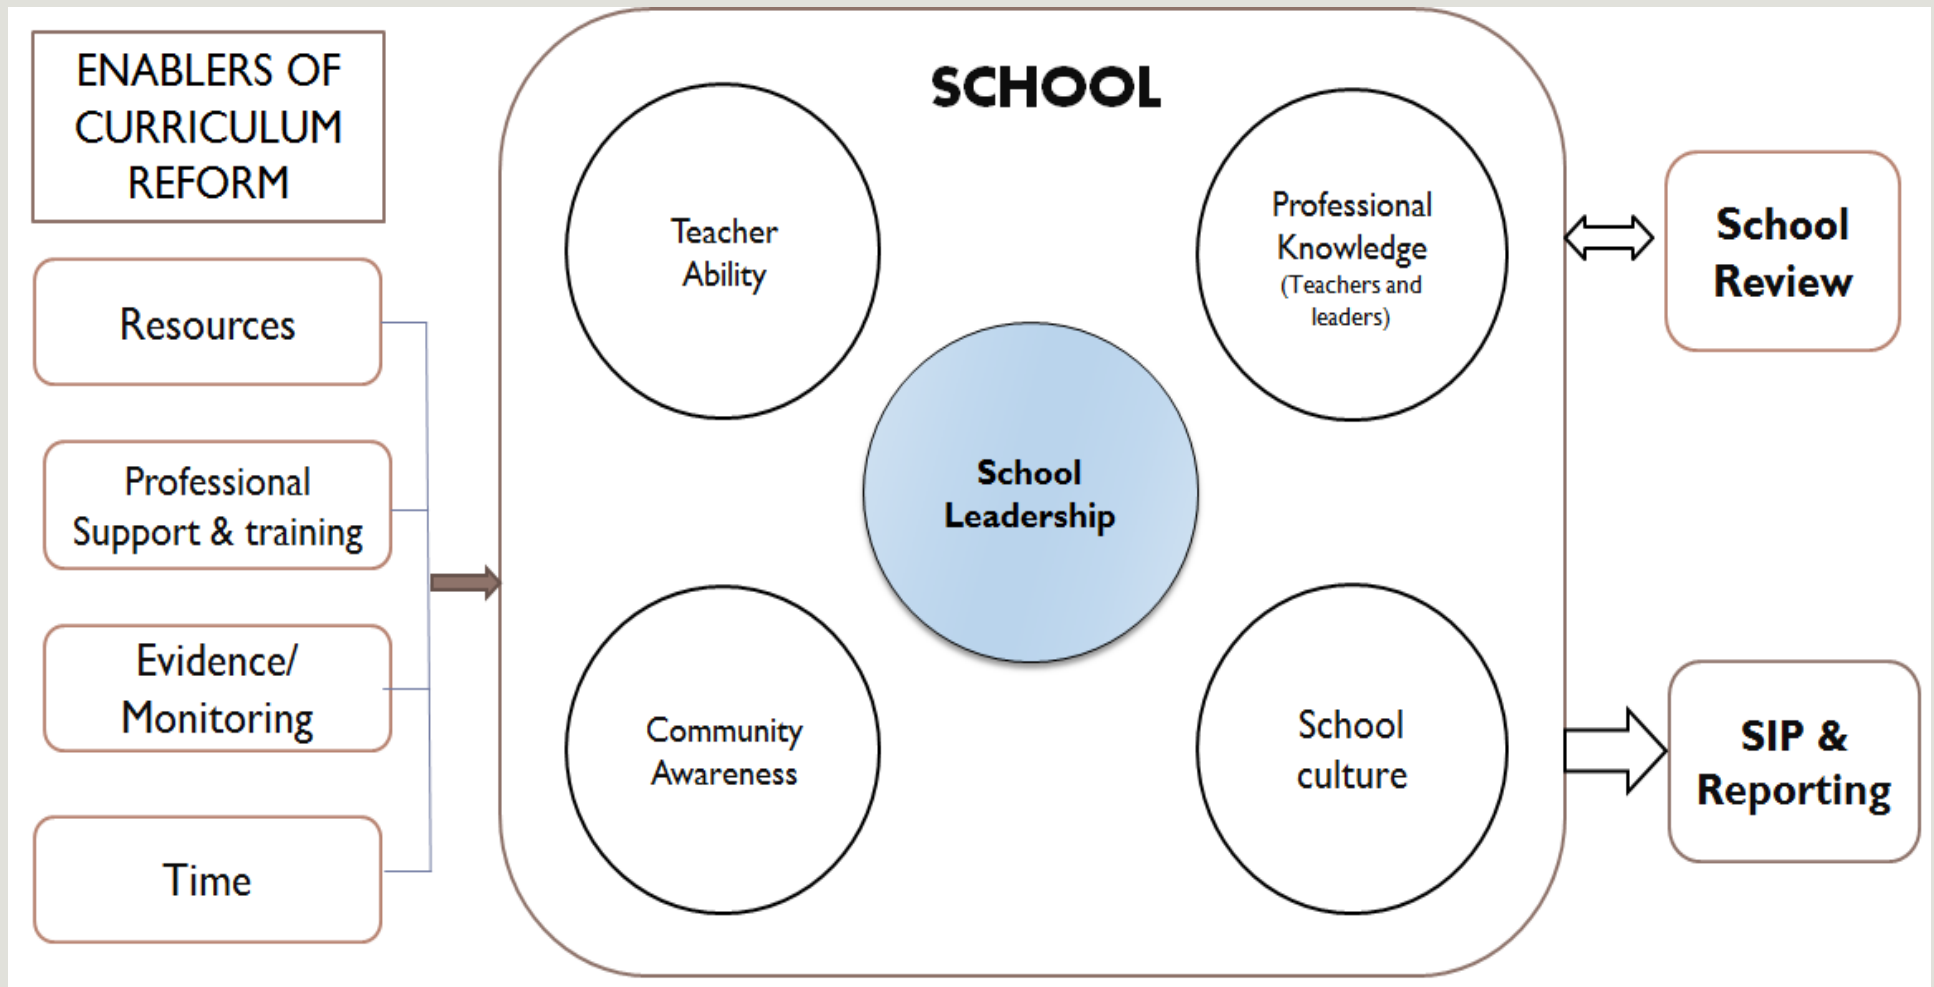 ENABLERS OF
CURRICULUM
REFORM
Resources
Professional
Support & training
Evidence/
Monitoring
Time
SCHOOL
Teacher
Ability
Professional
Knowledge
(Teachers and
leaders)
School
Leadership
Community
Awareness
School
culture
School
Review
SIP &
Reporting